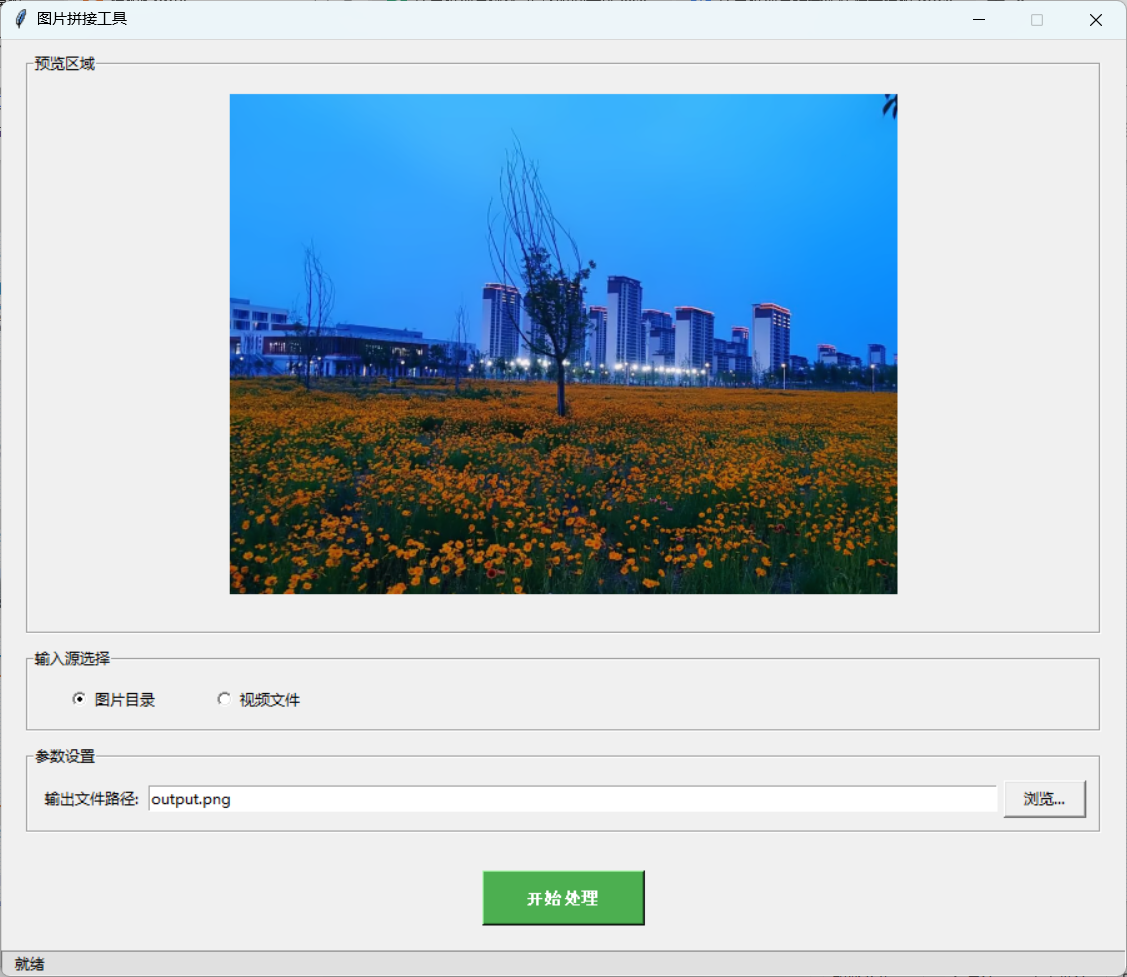 图片拼接工具
预览区域
输入源选择
图片目录 视频文件
参数设置
输出文件路径: output.png 浏览...
开始处理
就绪